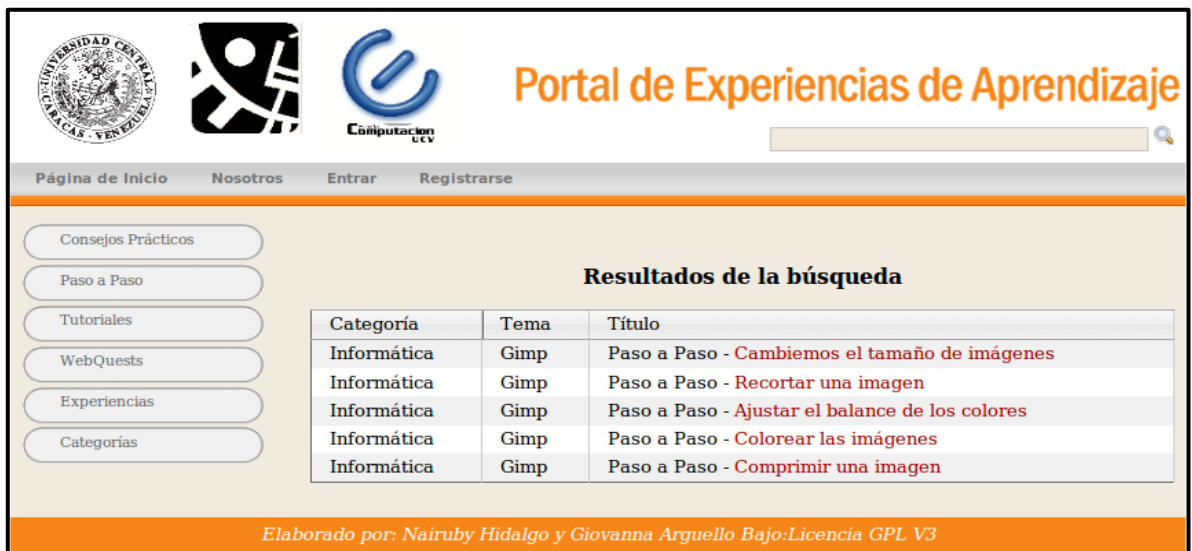 UNIVERSIDAD CENTRAL
CARACAS - VENEZUELA
Computacion
UCV
Portal de Experiencias de Aprendizaje
Página de Inicio Nosotros Entrar Registrarse
Consejos Prácticos
Paso a Paso
Tutoriales
WebQuests
Experiencias
Categorías
Resultados de la búsqueda
Categoría Tema Título
Informática Gimp Paso a Paso - Cambiemos el tamaño de imágenes
Informática Gimp Paso a Paso - Recortar una imagen
Informática Gimp Paso a Paso - Ajustar el balance de los colores
Informática Gimp Paso a Paso - Colorear las imágenes
Informática Gimp Paso a Paso - Comprimir una imagen
Elaborado por: Nairuby Hidalgo y Giovanna Arguello Bajo:Licencia GPL V3